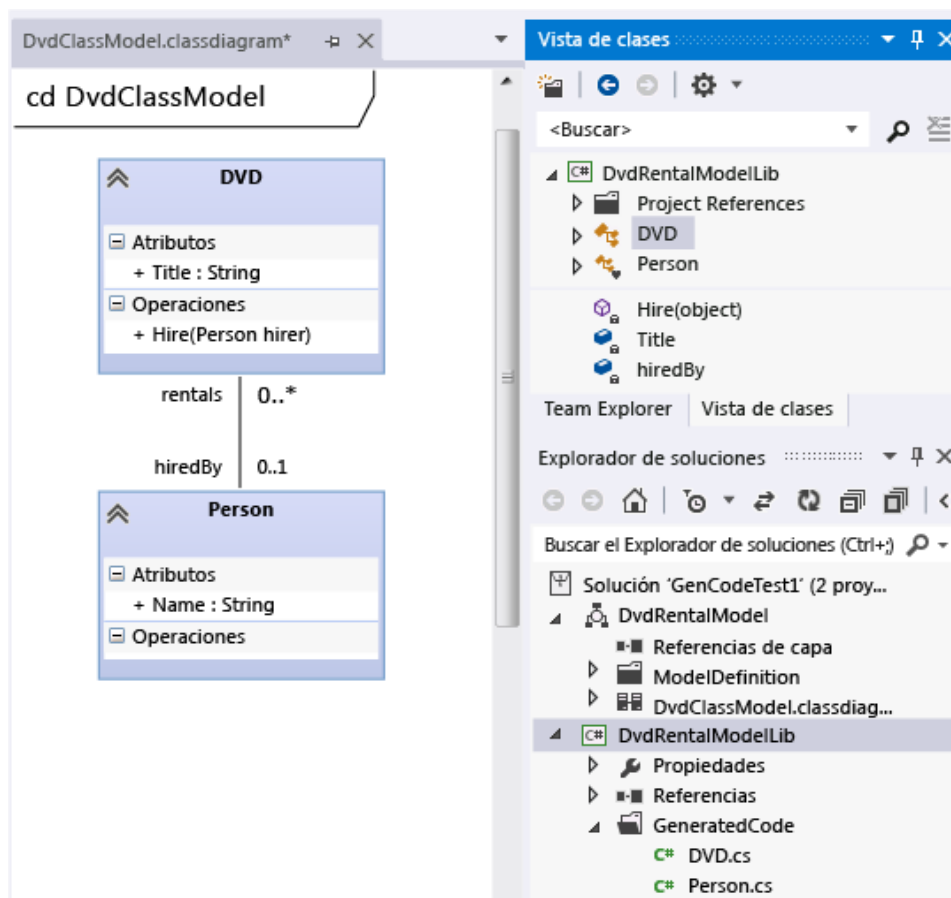 DvdClassModel.classdiagram*
cd DvdClassModel
DVD
Atributos
+ Title : String
Operaciones
+ Hire(Person hirer)
rentals 0..*
hiredBy 0..1
Person
Atributos
+ Name : String
Operaciones
Vista de clases
<Buscar>
C# DvdRentalModelLib
Project References
DVD
Person
Hire(object)
Title
hiredBy
Team Explorer Vista de clases
Explorador de soluciones
Buscar el Explorador de soluciones (Ctrl+;)
Solución 'GenCodeTest1' (2 proy...
DvdRentalModel
Referencias de capa
ModelDefinition
DvdClassModel.classdiag...
C# DvdRentalModelLib
Propiedades
Referencias
GeneratedCode
C# DVD.cs
C# Person.cs